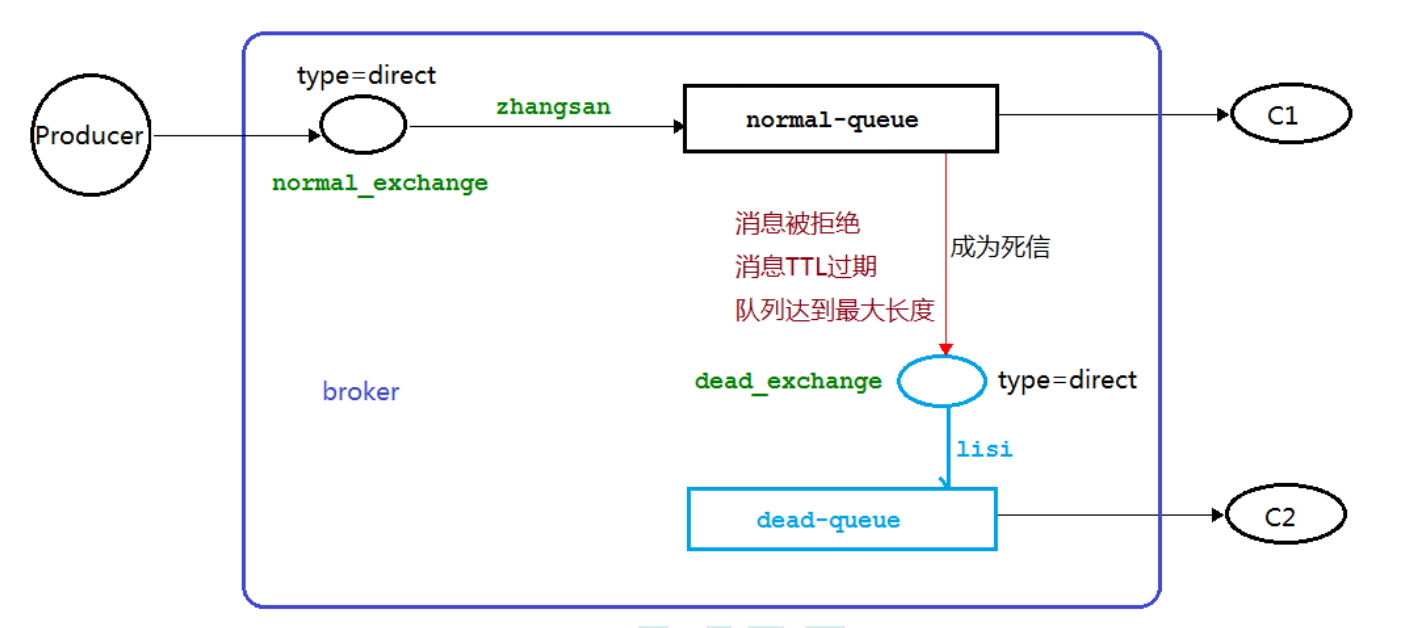 type=direct
Producer
zhangsan
normal-queue
C1
normal_exchange
消息被拒绝
消息TTL过期
队列达到最大长度
成为死信
broker
dead_exchange
type=direct
lisi
dead-queue
C2